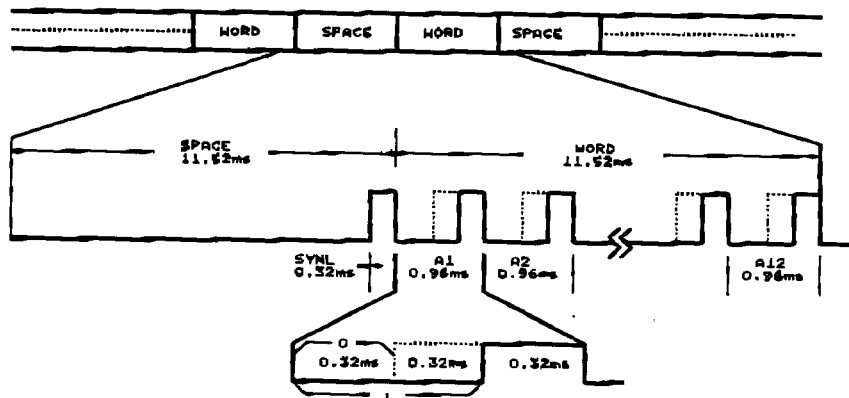 WORD SPACE WORD SPACE
SPACE
11.52ms
WORD
11.52ms
SYNL
0.32ms
A1
0.96ms
A2
0.96ms
A12
0.96ms
0
0.32ms 0.32ms 0.32ms
1